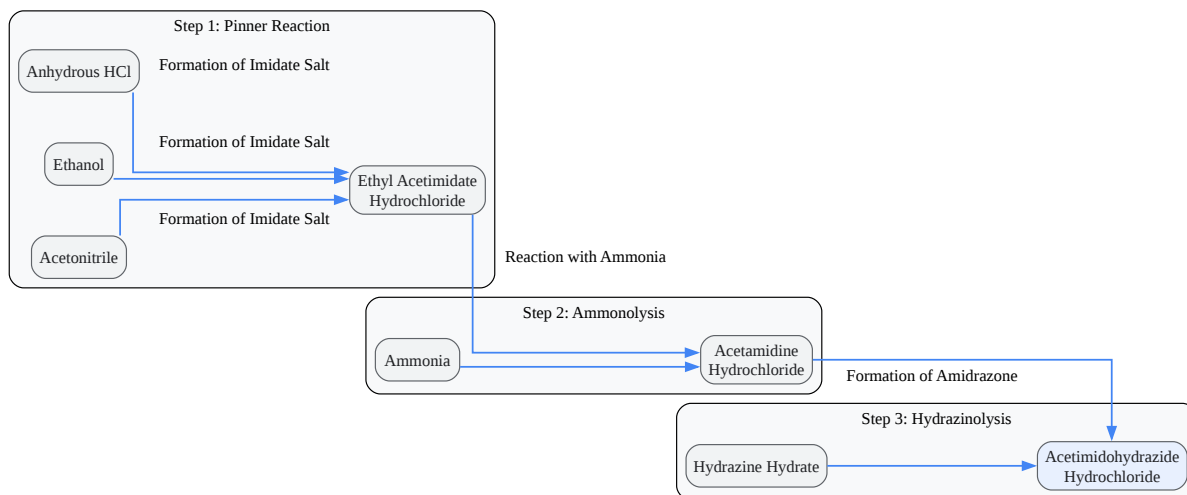 Step 1: Pinner Reaction
Anhydrous HCl
Formation of Imidate Salt
Formation of Imidate Salt
Ethanol
Ethyl Acetimidate
Hydrochloride
Formation of Imidate Salt
Acetonitrile
Reaction with Ammonia
Step 2: Ammonolysis
Ammonia
Acetamidine
Hydrochloride
Formation of Amidrazone
Step 3: Hydrazinolysis
Hydrazine Hydrate
Acetimidohydrazide
Hydrochloride